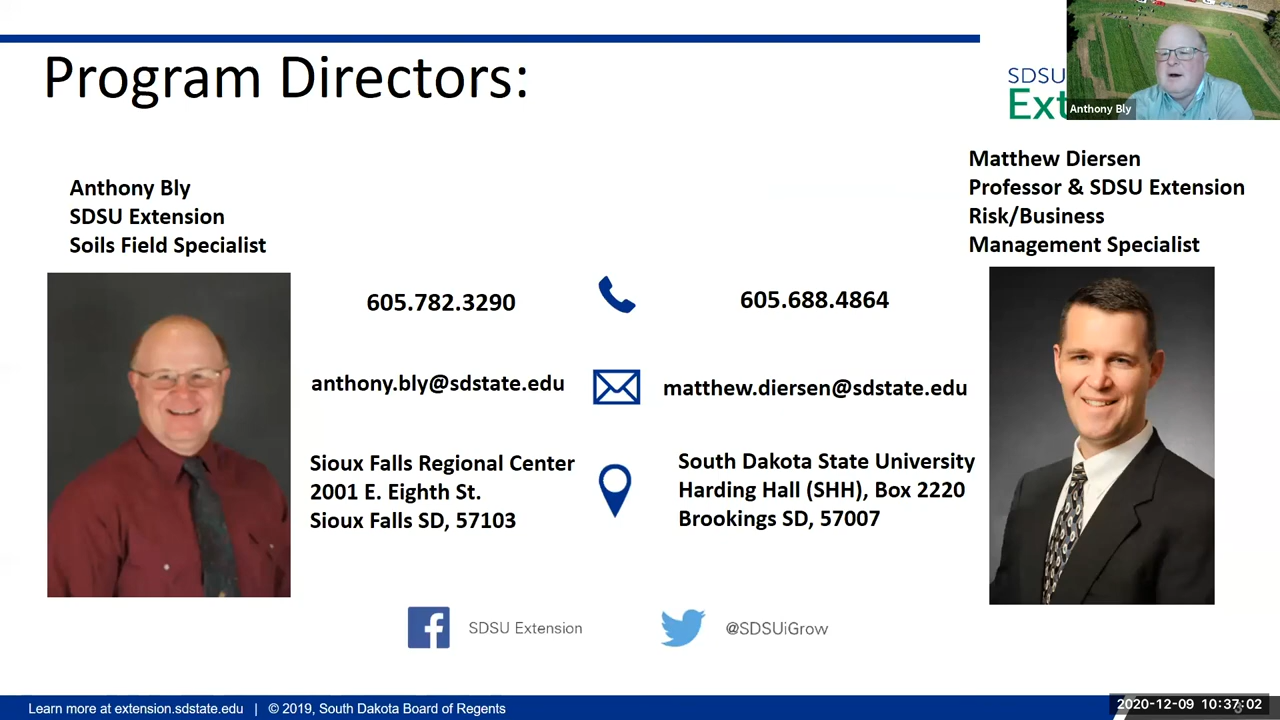 Program Directors:
SDSU
Ext
Anthony Bly
Anthony Bly
SDSU Extension
Soils Field Specialist
Matthew Diersen
Professor & SDSU Extension
Risk/Business
Management Specialist
605.782.3290
605.688.4864
anthony.bly@sdstate.edu
matthew.diersen@sdstate.edu
Sioux Falls Regional Center
2001 E. Eighth St.
Sioux Falls SD, 57103
South Dakota State University
Harding Hall (SHH), Box 2220
Brookings SD, 57007
SDSU Extension
@SDSUiGrow
Learn more at extension.sdstate.edu | © 2019, South Dakota Board of Regents
2020-12-09 10:37:02